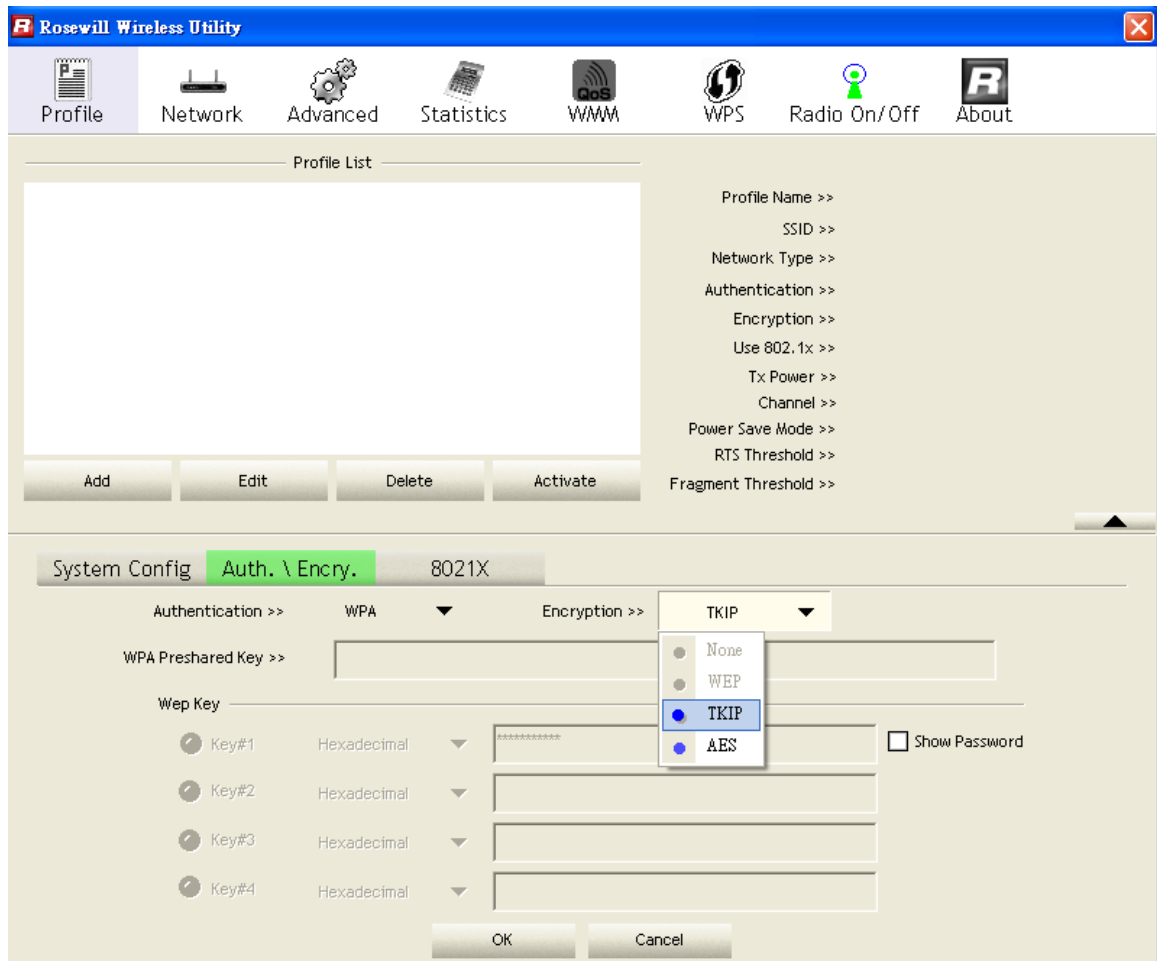 R Rosewill Wireless Utility
Profile Network Advanced Statistics QoS WMM WPS Radio On/Off R About
Profile List
Profile Name >>
SSID >>
Network Type >>
Authentication >>
Encryption >>
Use 802.1x >>
Tx Power >>
Channel >>
Power Save Mode >>
RTS Threshold >>
Fragment Threshold >>
Add Edit Delete Activate
System Config Auth. \ Encry. 8021X
Authentication >> WPA Encryption >> TKIP
None
WEP
TKIP
AES
WPA Preshared Key >>
Wep Key
Key#1 Hexadecimal *********** Show Password
Key#2 Hexadecimal
Key#3 Hexadecimal
Key#4 Hexadecimal
OK Cancel